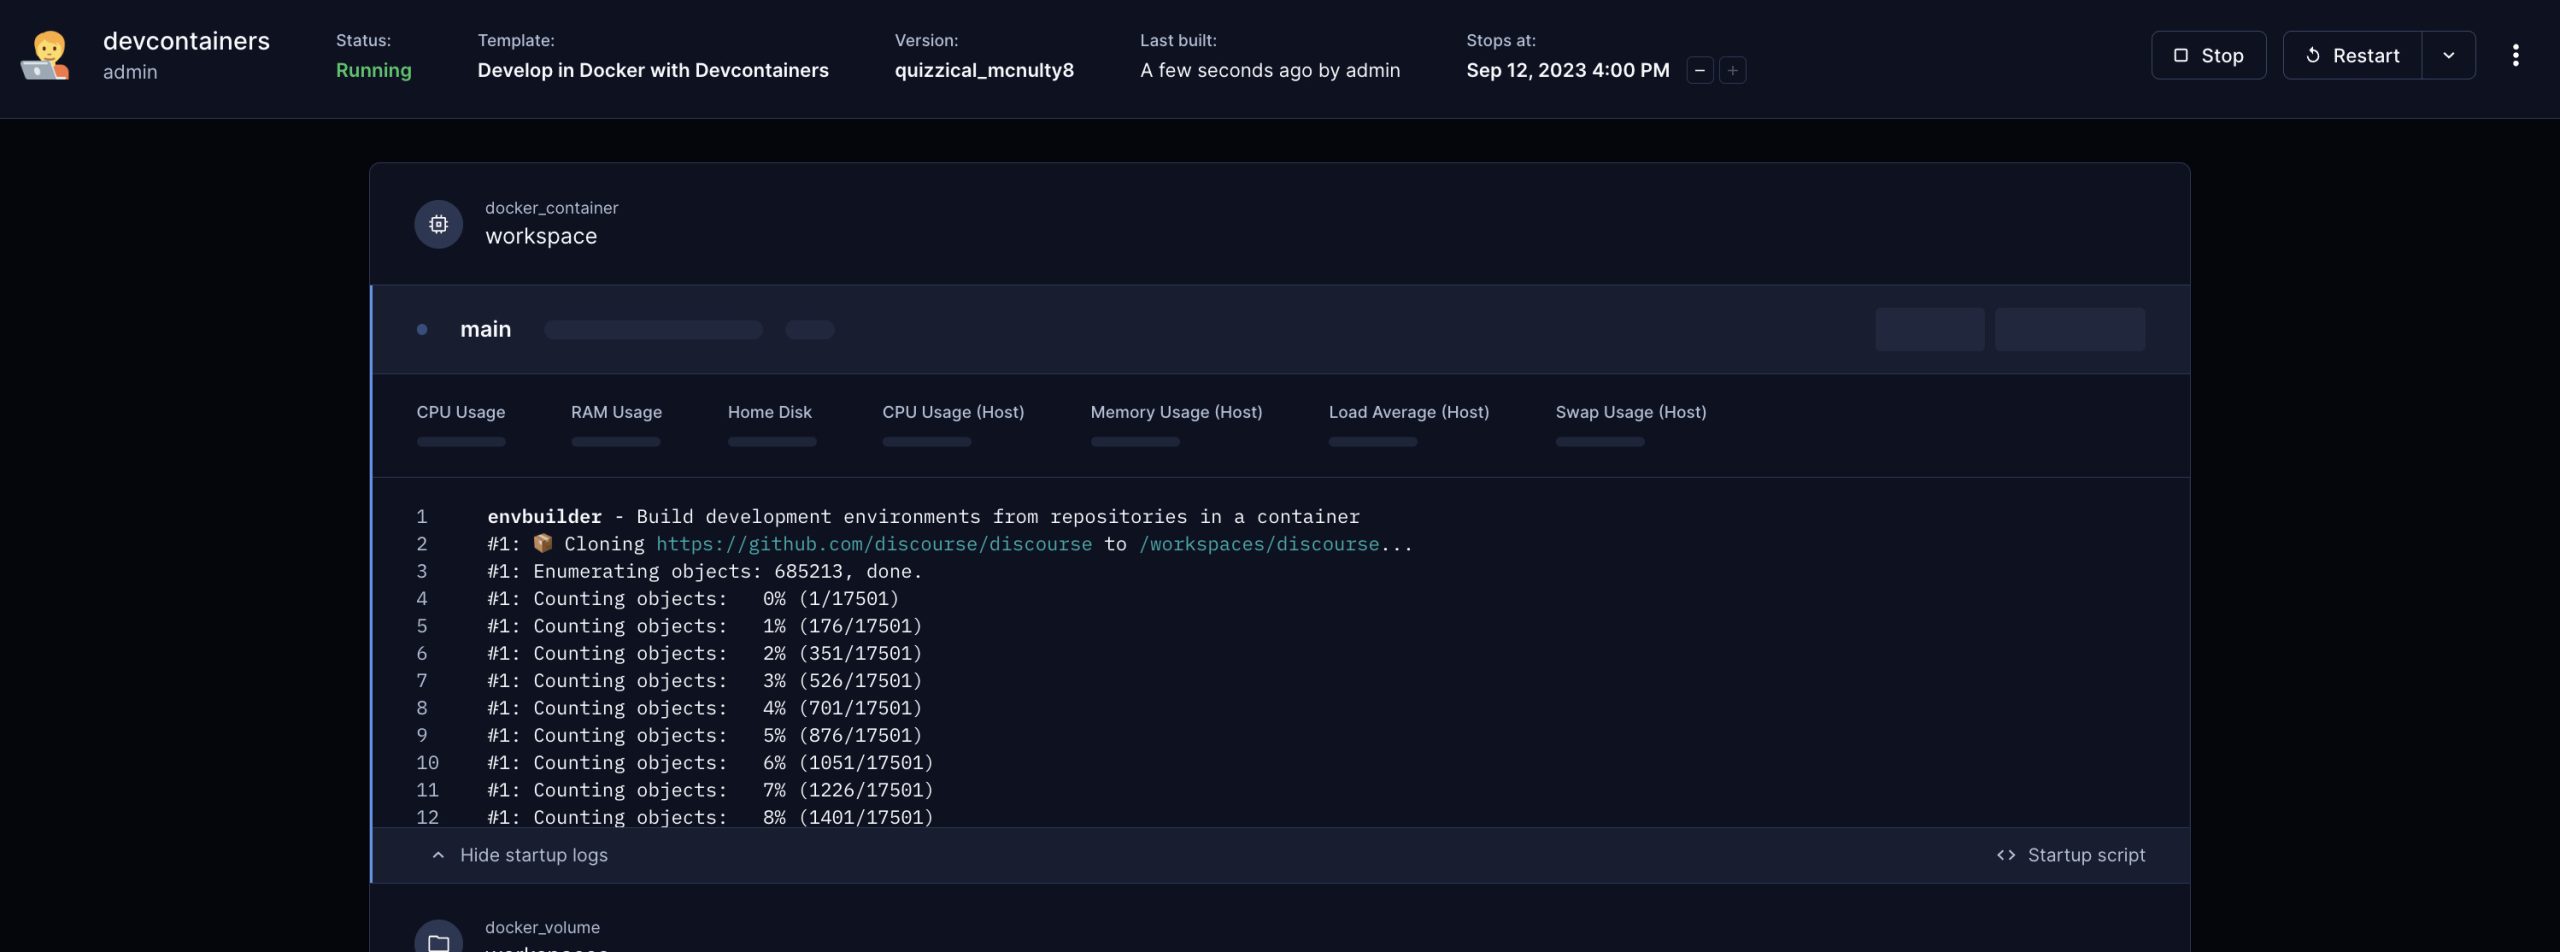 devcontainers
admin
Status:
Running
Template:
Develop in Docker with Devcontainers
Version:
quizzical_mcnulty8
Last built:
A few seconds ago by admin
Stops at:
Sep 12, 2023 4:00 PM
Stop
Restart
docker_container
workspace
main
CPU Usage
RAM Usage
Home Disk
CPU Usage (Host)
Memory Usage (Host)
Load Average (Host)
Swap Usage (Host)
1 envbuilder - Build development environments from repositories in a container
2 #1: 📦 Cloning https://github.com/discourse/discourse to /workspaces/discourse...
3 #1: Enumerating objects: 685213, done.
4 #1: Counting objects:   0% (1/17501)
5 #1: Counting objects:   1% (176/17501)
6 #1: Counting objects:   2% (351/17501)
7 #1: Counting objects:   3% (526/17501)
8 #1: Counting objects:   4% (701/17501)
9 #1: Counting objects:   5% (876/17501)
10 #1: Counting objects:   6% (1051/17501)
11 #1: Counting objects:   7% (1226/17501)
12 #1: Counting objects:   8% (1401/17501)
Hide startup logs
<> Startup script
docker_volume